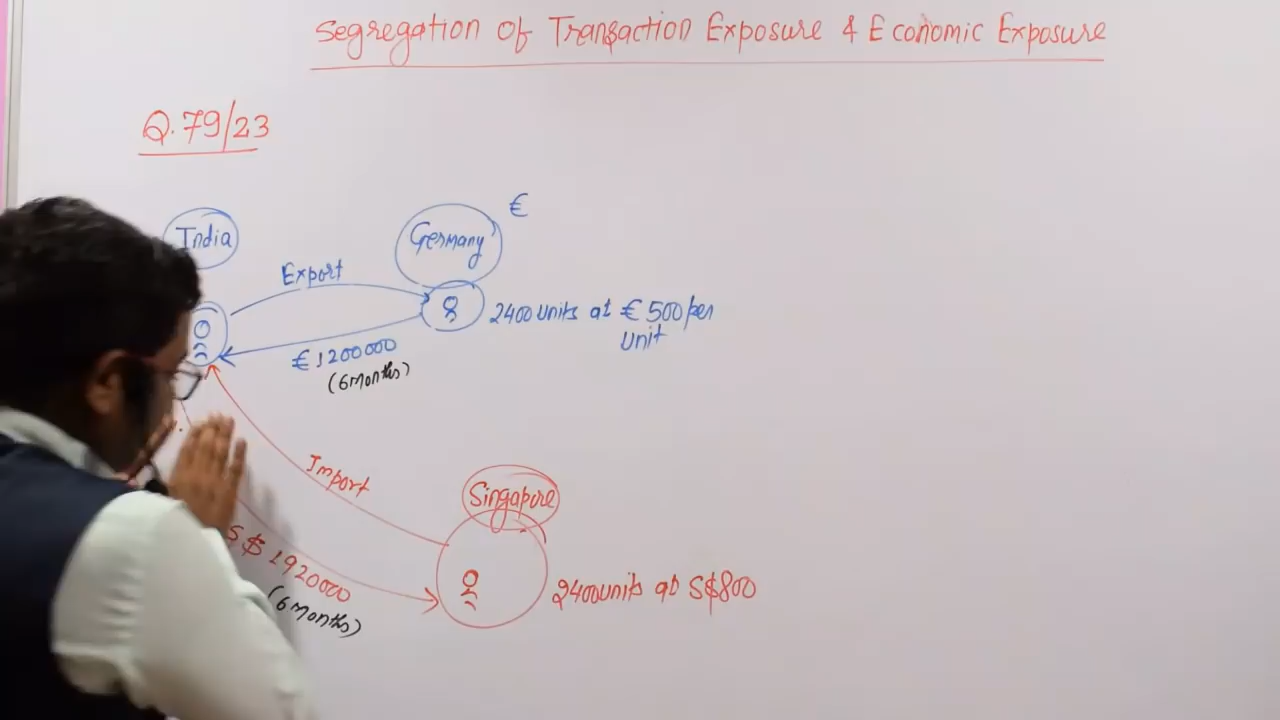 Segregation of Transaction Exposure & Economic Exposure
Q.79/23
India
Germany
€
Export
2400 units at € 500 per
unit
€ 1200000
(6 Months)
Import
Singapore
S$ 1920000
(6 Months)
2400 units at S$800